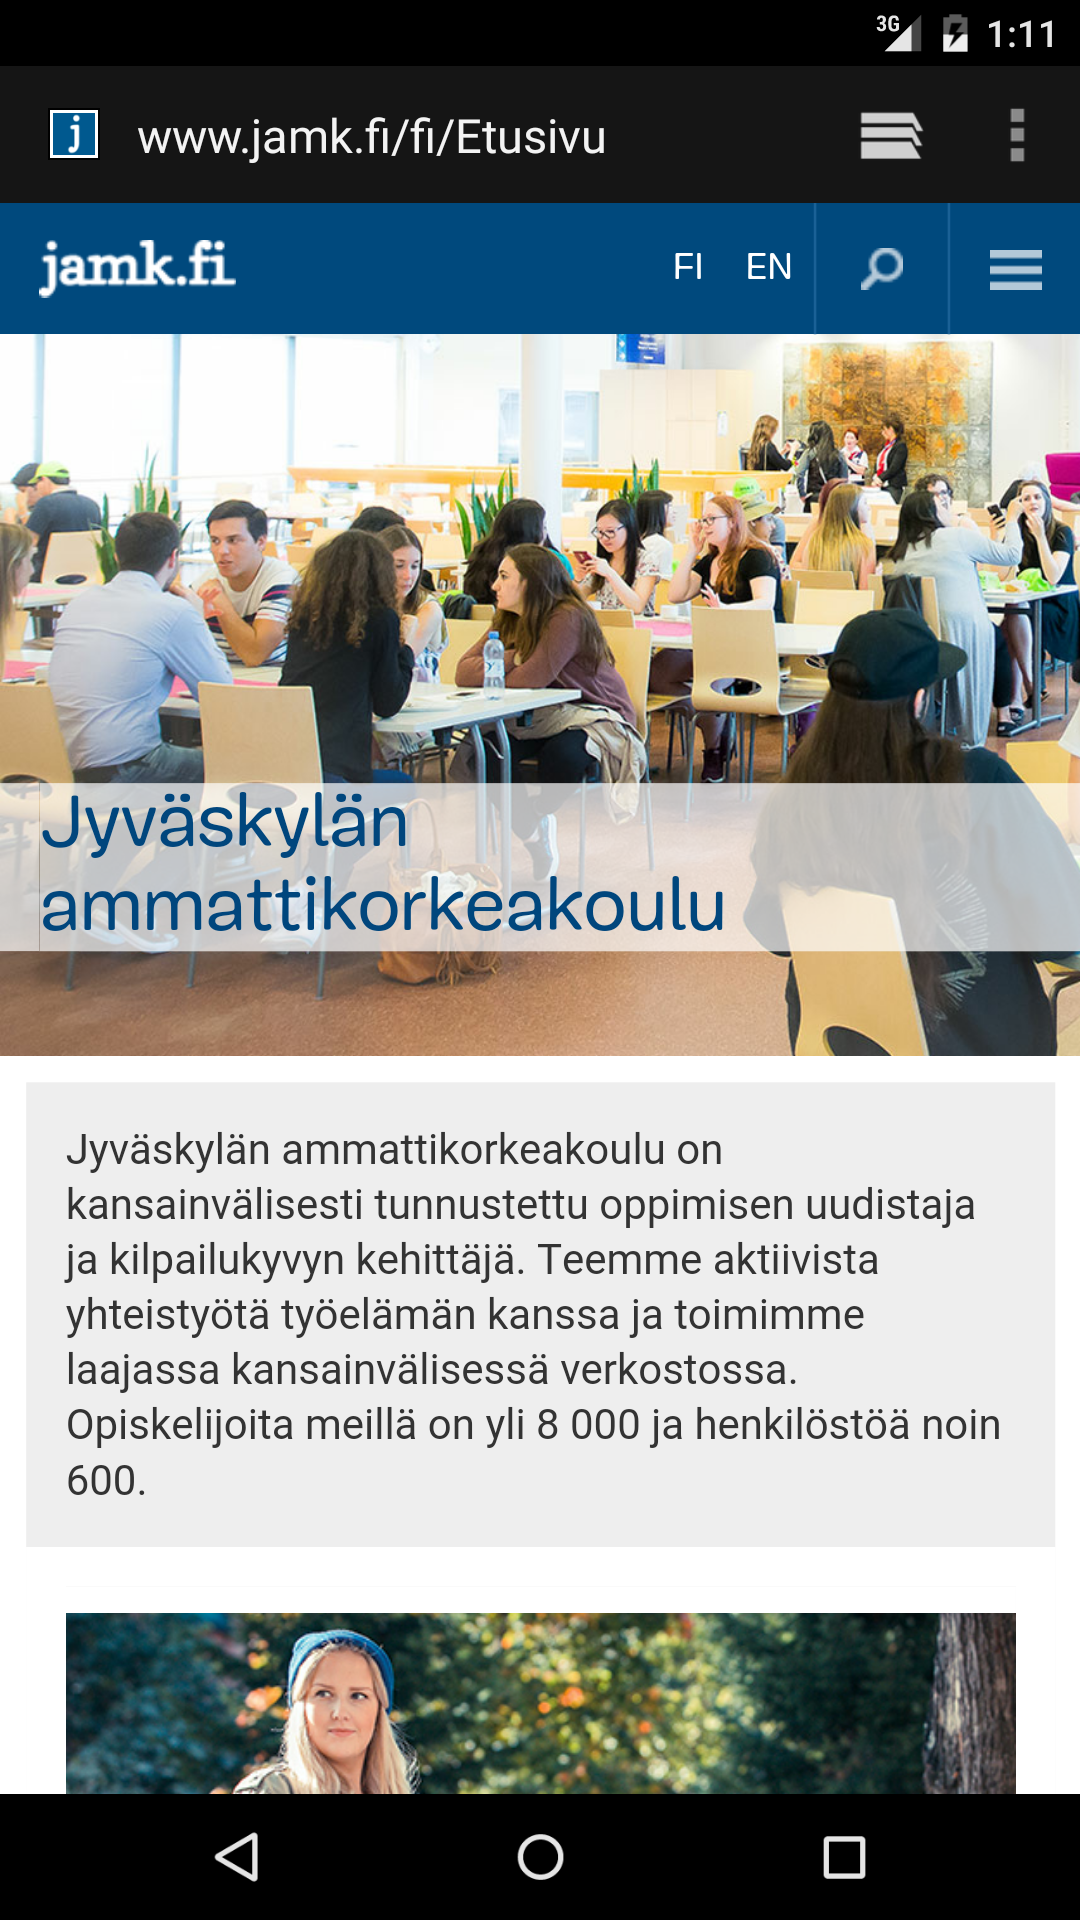 3G 1:11
j www.jamk.fi/fi/Etusivu
jamk.fi FI EN
Jyväskylän
ammattikorkeakoulu
Jyväskylän ammattikorkeakoulu on
kansainvälisesti tunnustettu oppimisen uudistaja
ja kilpailukyvyn kehittäjä. Teemme aktiivista
yhteistyötä työelämän kanssa ja toimimme
laajassa kansainvälisessä verkostossa.
Opiskelijoita meillä on yli 8 000 ja henkilöstöä noin
600.